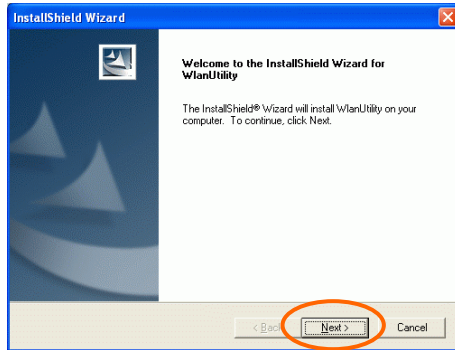 InstallShield Wizard
Welcome to the InstallShield Wizard for
WlanUtility
The InstallShield® Wizard will install WlanUtility on your
computer. To continue, click Next.
< Back Next > Cancel